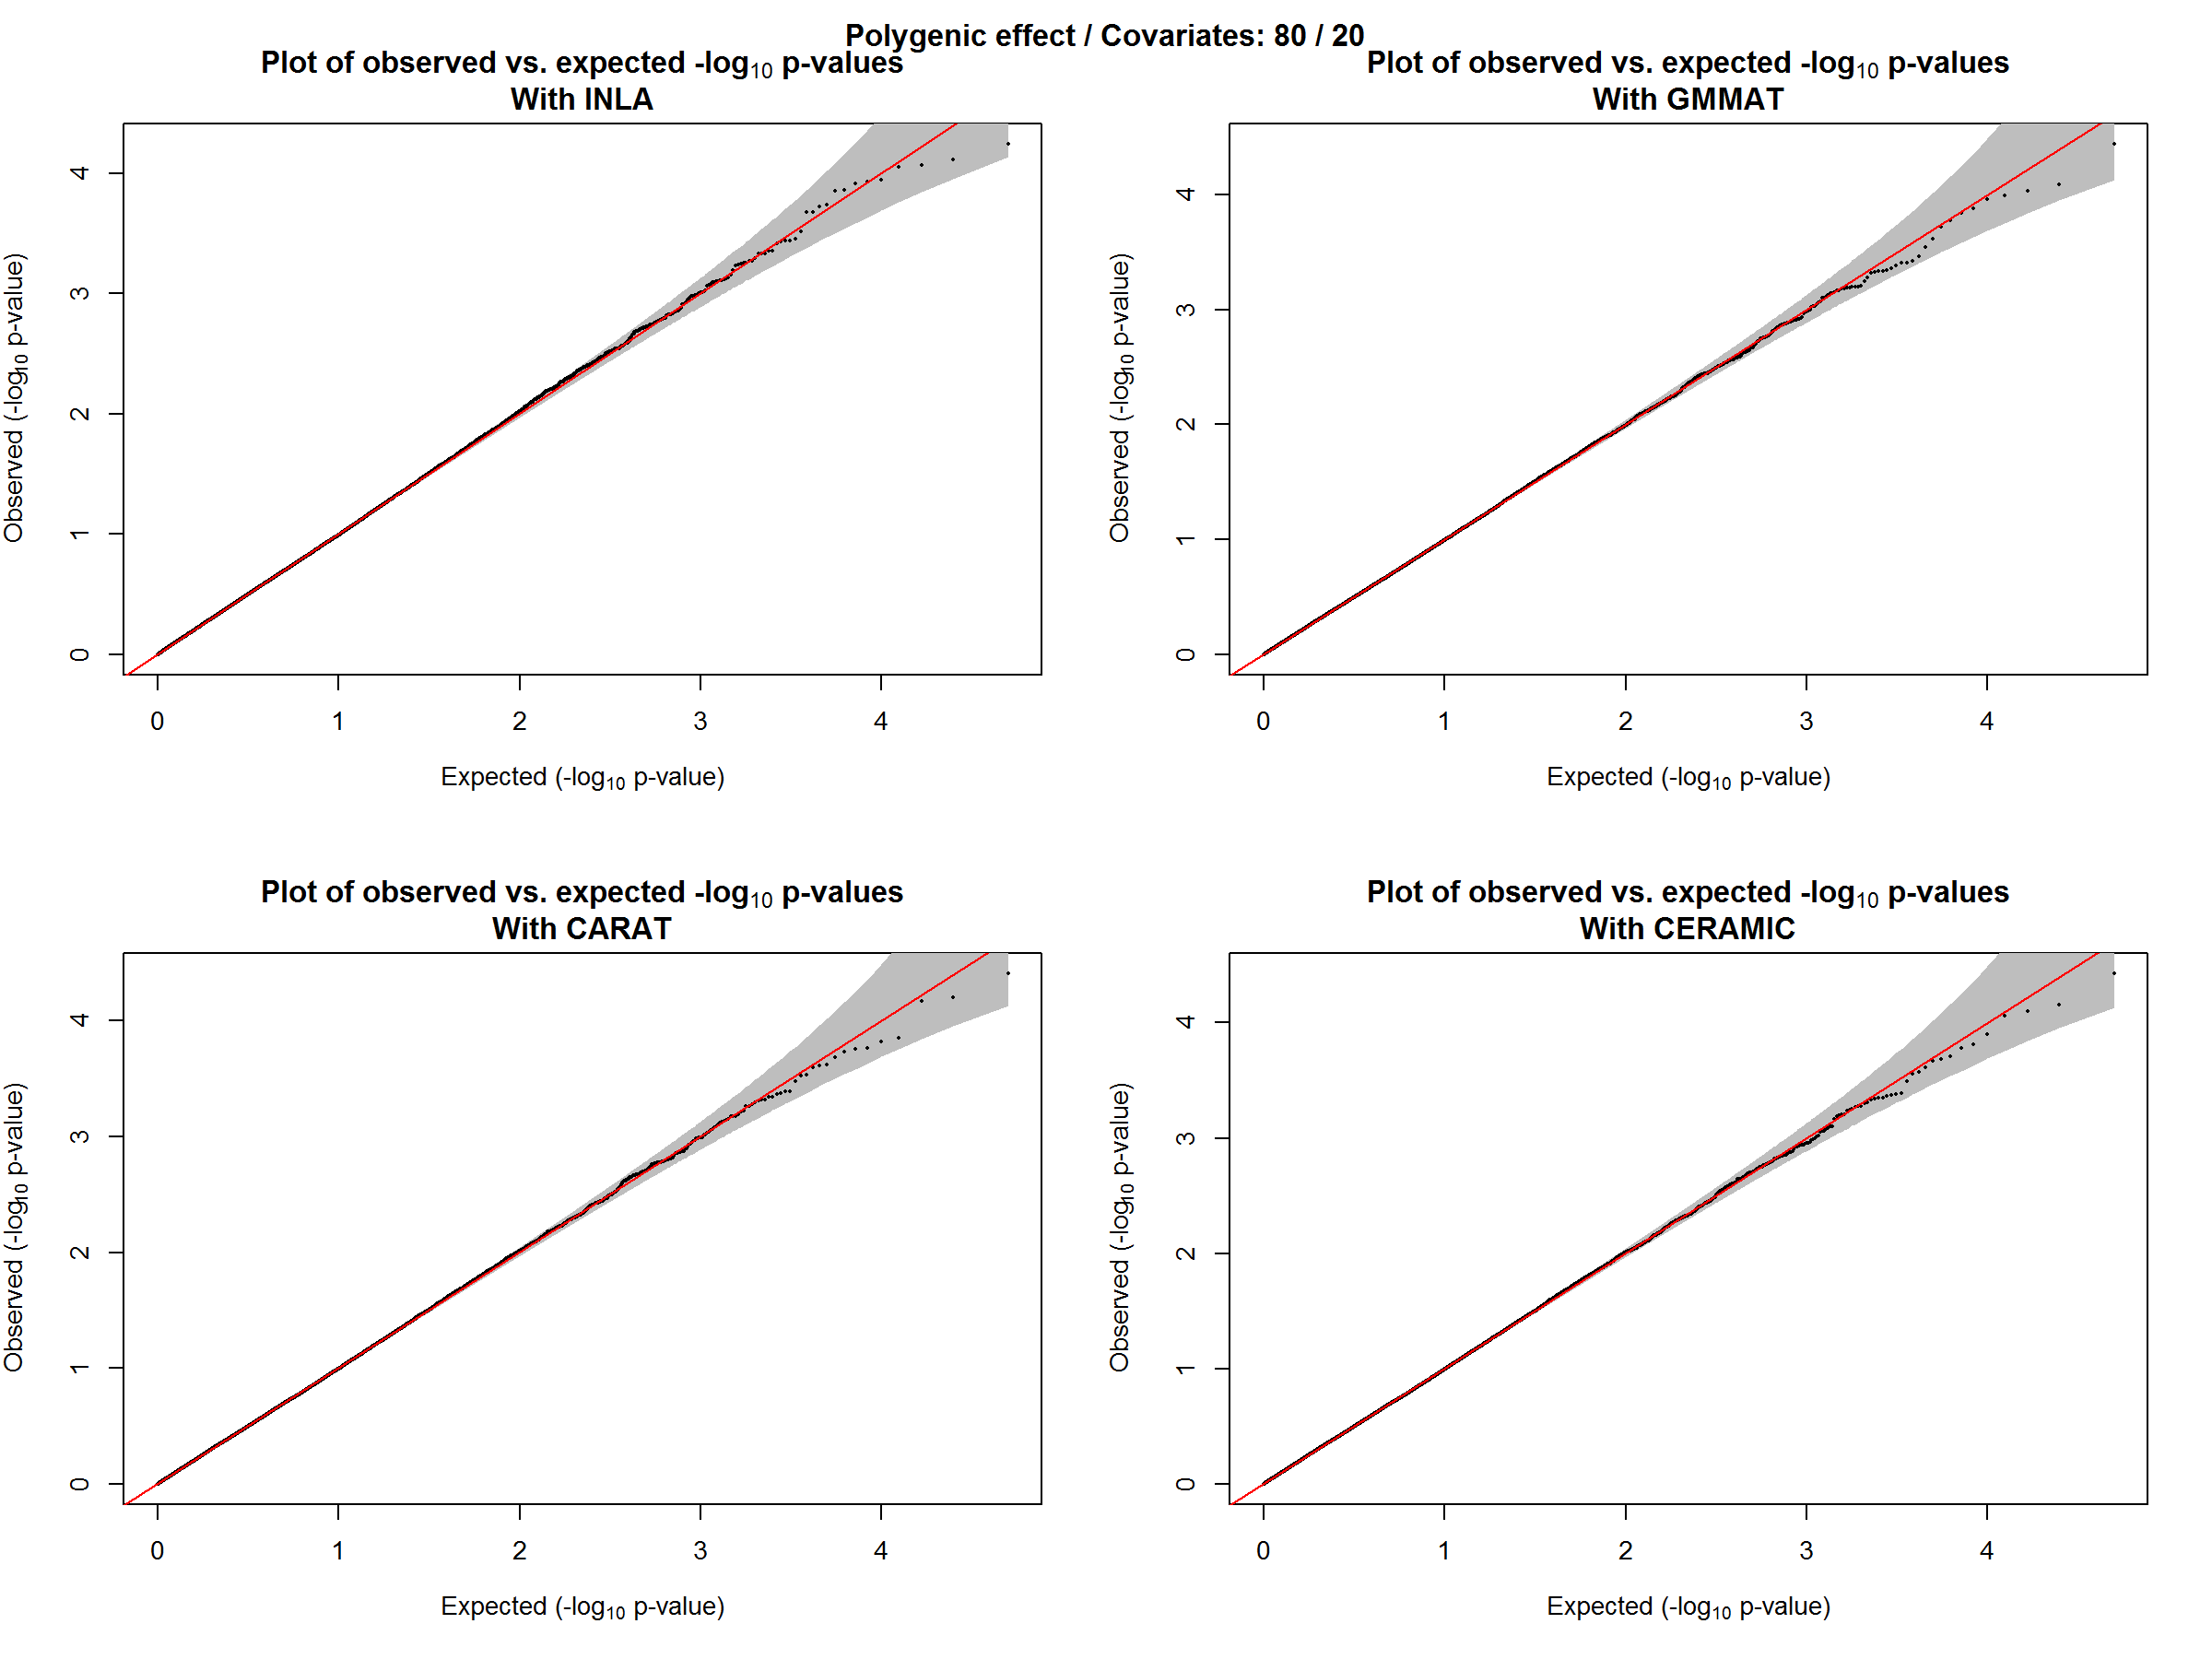 Polygenic effect / Covariates: 80 / 20
Plot of observed vs. expected -log10 p-values
With INLA
Observed (-log10 p-value)
4
3
2
1
0
0 1 2 3 4
Expected (-log10 p-value)
Plot of observed vs. expected -log10 p-values
With GMMAT
Observed (-log10 p-value)
4
3
2
1
0
0 1 2 3 4
Expected (-log10 p-value)
Plot of observed vs. expected -log10 p-values
With CARAT
Observed (-log10 p-value)
4
3
2
1
0
0 1 2 3 4
Expected (-log10 p-value)
Plot of observed vs. expected -log10 p-values
With CERAMIC
Observed (-log10 p-value)
4
3
2
1
0
0 1 2 3 4
Expected (-log10 p-value)